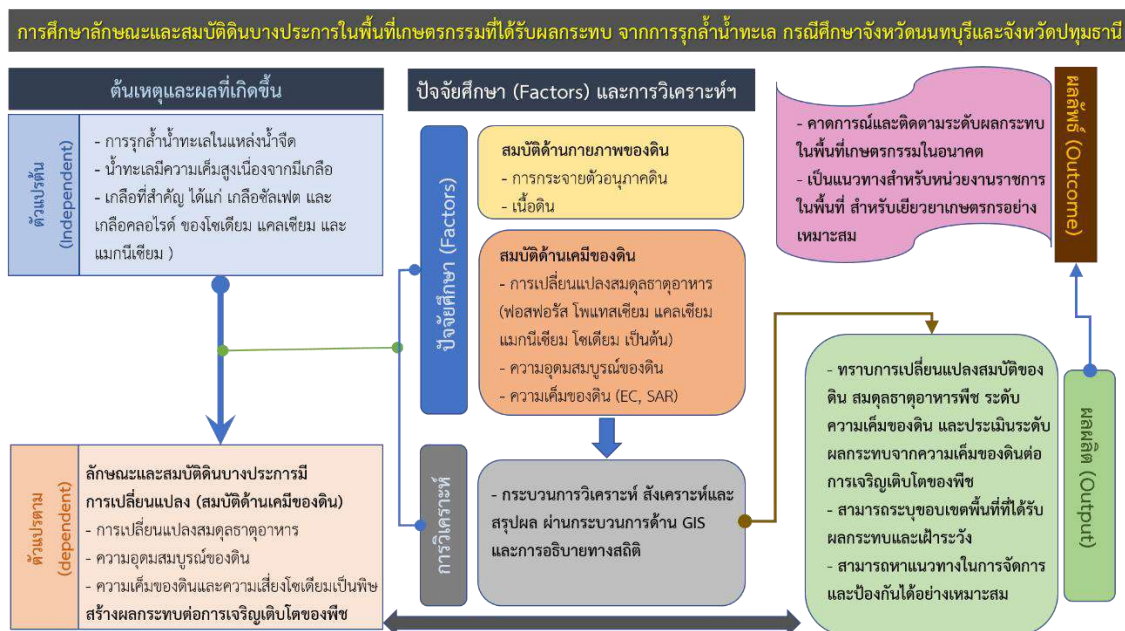 การศึกษาลักษณะและสมบัติดินบางประการในพื้นที่เกษตรกรรมที่ได้รับผลกระทบ จากการรุกล้ำน้ำทะเล กรณีศึกษาจังหวัดนนทบุรีและจังหวัดปทุมธานี
ต้นเหตุและผลที่เกิดขึ้น
ตัวแปรต้น
(Independent)
- การรุกล้ำน้ำทะเลในแหล่งน้ำจืด
- น้ำทะเลมีความเค็มสูงเนื่องจากมีเกลือ
- เกลือที่สำคัญ ได้แก่ เกลือซัลเฟต และ
เกลือคลอไรด์ ของโซเดียม แคลเซียม และ
แมกนีเซียม )
ตัวแปรตาม
(dependent)
ลักษณะและสมบัติดินบางประการมี
การเปลี่ยนแปลง (สมบัติด้านเคมีของดิน)
- การเปลี่ยนแปลงสมดุลธาตุอาหาร
- ความอุดมสมบูรณ์ของดิน
- ความเค็มของดินและความเสี่ยงโซเดียมเป็นพิษ
สร้างผลกระทบต่อการเจริญเติบโตของพืช
ปัจจัยศึกษา (Factors) และการวิเคราะห์ฯ
ปัจจัยศึกษา (Factors)
สมบัติด้านกายภาพของดิน
- การกระจายตัวอนุภาคดิน
- เนื้อดิน
สมบัติด้านเคมีของดิน
- การเปลี่ยนแปลงสมดุลธาตุอาหาร
(ฟอสฟอรัส โพแทสเซียม แคลเซียม
แมกนีเซียม โซเดียม เป็นต้น)
- ความอุดมสมบูรณ์ของดิน
- ความเค็มของดิน (EC, SAR)
การวิเคราะห์
- กระบวนการวิเคราะห์ สังเคราะห์และ
สรุปผล ผ่านกระบวนการด้าน GIS
และการอธิบายทางสถิติ
- คาดการณ์และติดตามระดับผลกระทบ
ในพื้นที่เกษตรกรรมในอนาคต
- เป็นแนวทางสำหรับหน่วยงานราชการ
ในพื้นที่ สำหรับเยียวยาเกษตรกรอย่าง
เหมาะสม
ผลลัพธ์ (Outcome)
- ทราบการเปลี่ยนแปลงสมบัติของ
ดิน สมดุลธาตุอาหารพืช ระดับ
ความเค็มของดิน และประเมินระดับ
ผลกระทบจากความเค็มของดินต่อ
การเจริญเติบโตของพืช
- สามารถระบุขอบเขตพื้นที่ที่ได้รับ
ผลกระทบและเฝ้าระวัง
- สามารถหาแนวทางในการจัดการ
และป้องกันได้อย่างเหมาะสม
ผลผลิต (Output)